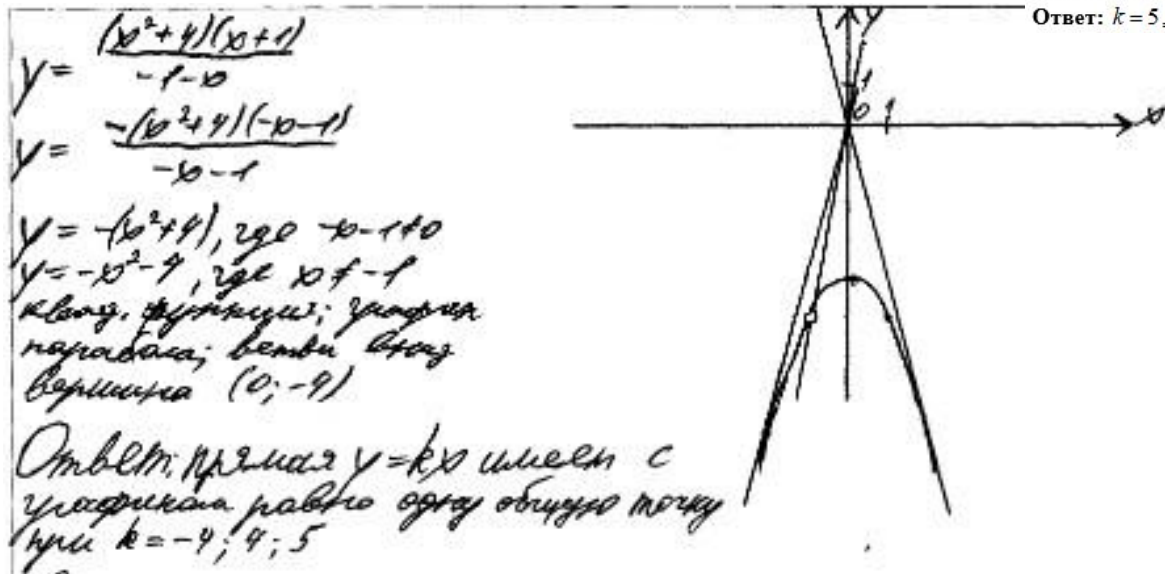 Ответ: k = 5,
y = (x²+4)(x+1) / -1-x
y = -(x²+4)(-x-1) / -x-1
y = -(x²+4), где -x-1≠0
y = -x²-4, где x≠-1
квад. функция; график
парабола; ветви вниз
вершина (0; -4)
Ответ: прямая y=kx имеет с
графиком ровно одну общую точку
при k = -4; 4; 5
y
1
0
1
x